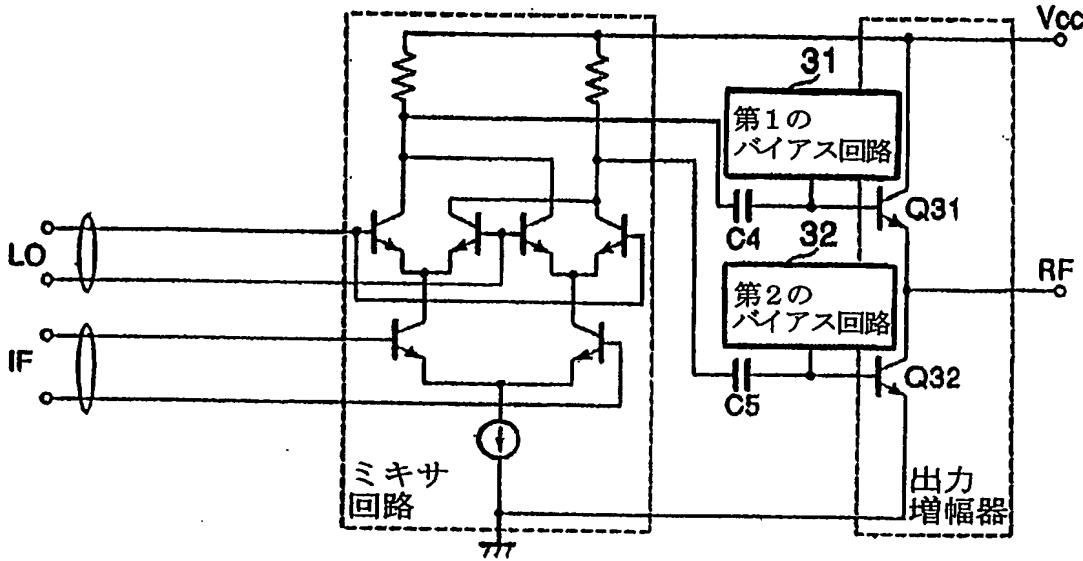 Vcc
31
第1の
バイアス回路
Q31
C4
32
LO
RF
第2の
バイアス回路
IF
Q32
C5
ミキサ
回路
出力
増幅器